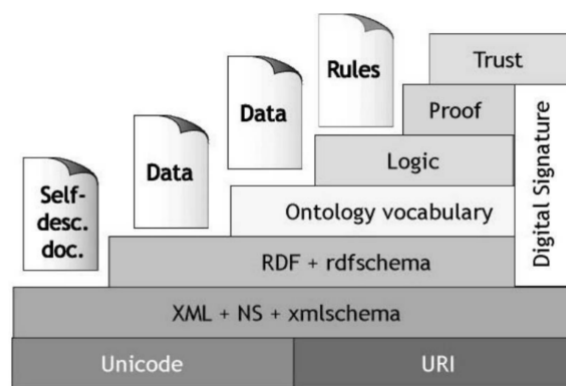 Rules
Trust
Data
Proof
Data
Logic
Self-
desc.
doc.
Ontology vocabulary
Digital Signature
RDF + rdfschema
XML + NS + xmlschema
Unicode
URI